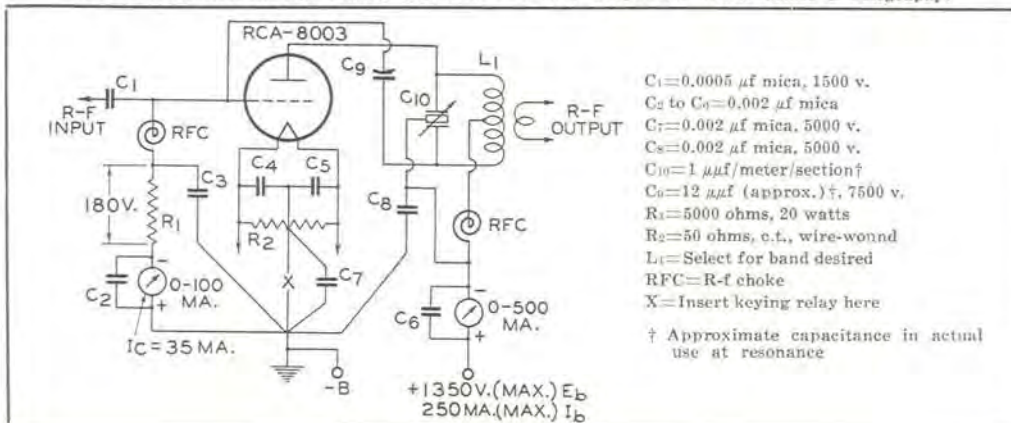 RCA-8003
C1
R-F
INPUT
RFC
C3
180V.
R1
C2
0-100
MA.
IC = 35 MA.
C4
C5
R2
X
C7
C9
C10
L1
R-F
OUTPUT
C8
RFC
C6
0-500
MA.
-B
+1350V.(MAX.) Eb
250MA.(MAX.) Ib
C1=0.0005 μf mica, 1500 v.
C2 to C6=0.002 μf mica
C7=0.002 μf mica, 5000 v.
C8=0.002 μf mica, 5000 v.
C10=1 μμf/meter/section†
C9=12 μμf (approx.)†, 7500 v.
R1=5000 ohms, 20 watts
R2=50 ohms, c.t., wire-wound
L1=Select for band desired
RFC=R-f choke
X=Insert keying relay here
† Approximate capacitance in actual
use at resonance